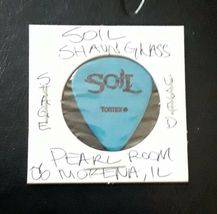 SOIL
SHAUN GLASS
SOIL
TORTEX®
PEARL ROOM
06 MOKENA, IL